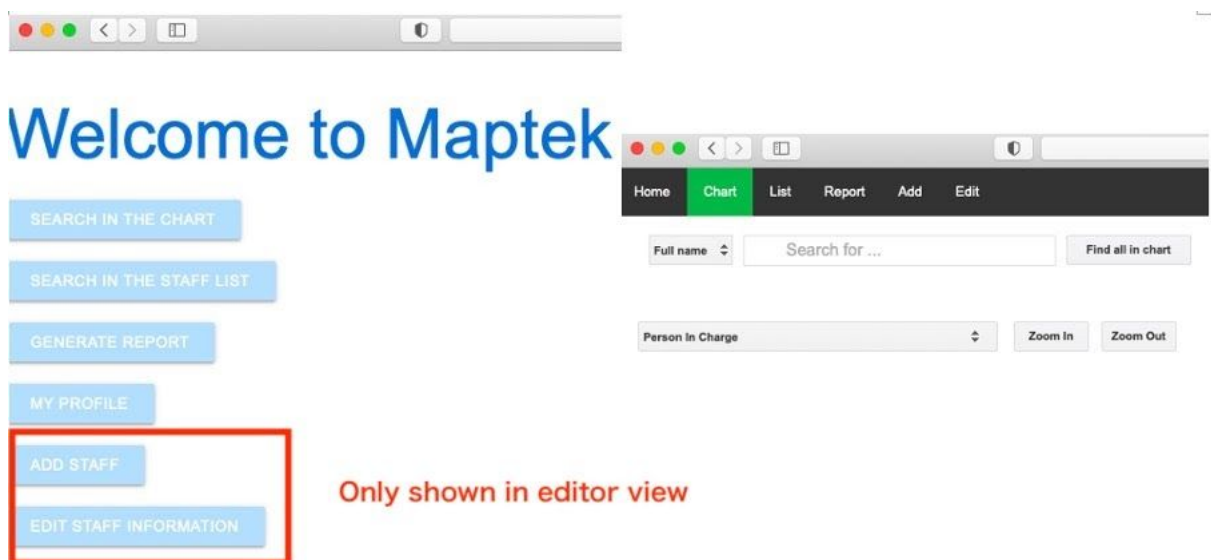 Welcome to Maptek
SEARCH IN THE CHART
SEARCH IN THE STAFF LIST
GENERATE REPORT
MY PROFILE
ADD STAFF
EDIT STAFF INFORMATION
Only shown in editor view
Home Chart List Report Add Edit
Full name Search for ... Find all in chart
Person In Charge Zoom In Zoom Out